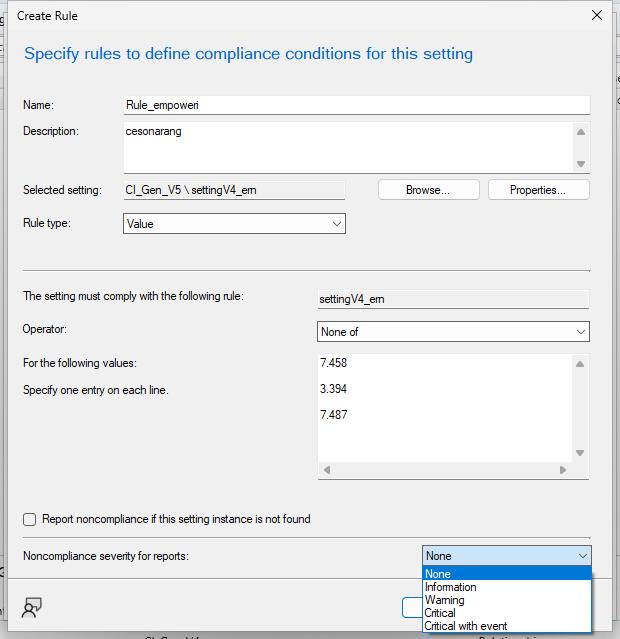 Create Rule
Specify rules to define compliance conditions for this setting
Name:
Rule_empoweri
Description:
cesonarang
Selected setting:
CI_Gen_V5 \ settingV4_em
Browse...
Properties...
Rule type:
Value
The setting must comply with the following rule:
settingV4_em
Operator:
None of
For the following values:
7.458
Specify one entry on each line.
3.394
7.487
Report noncompliance if this setting instance is not found
Noncompliance severity for reports:
None
None
Information
Warning
Critical
Critical with event